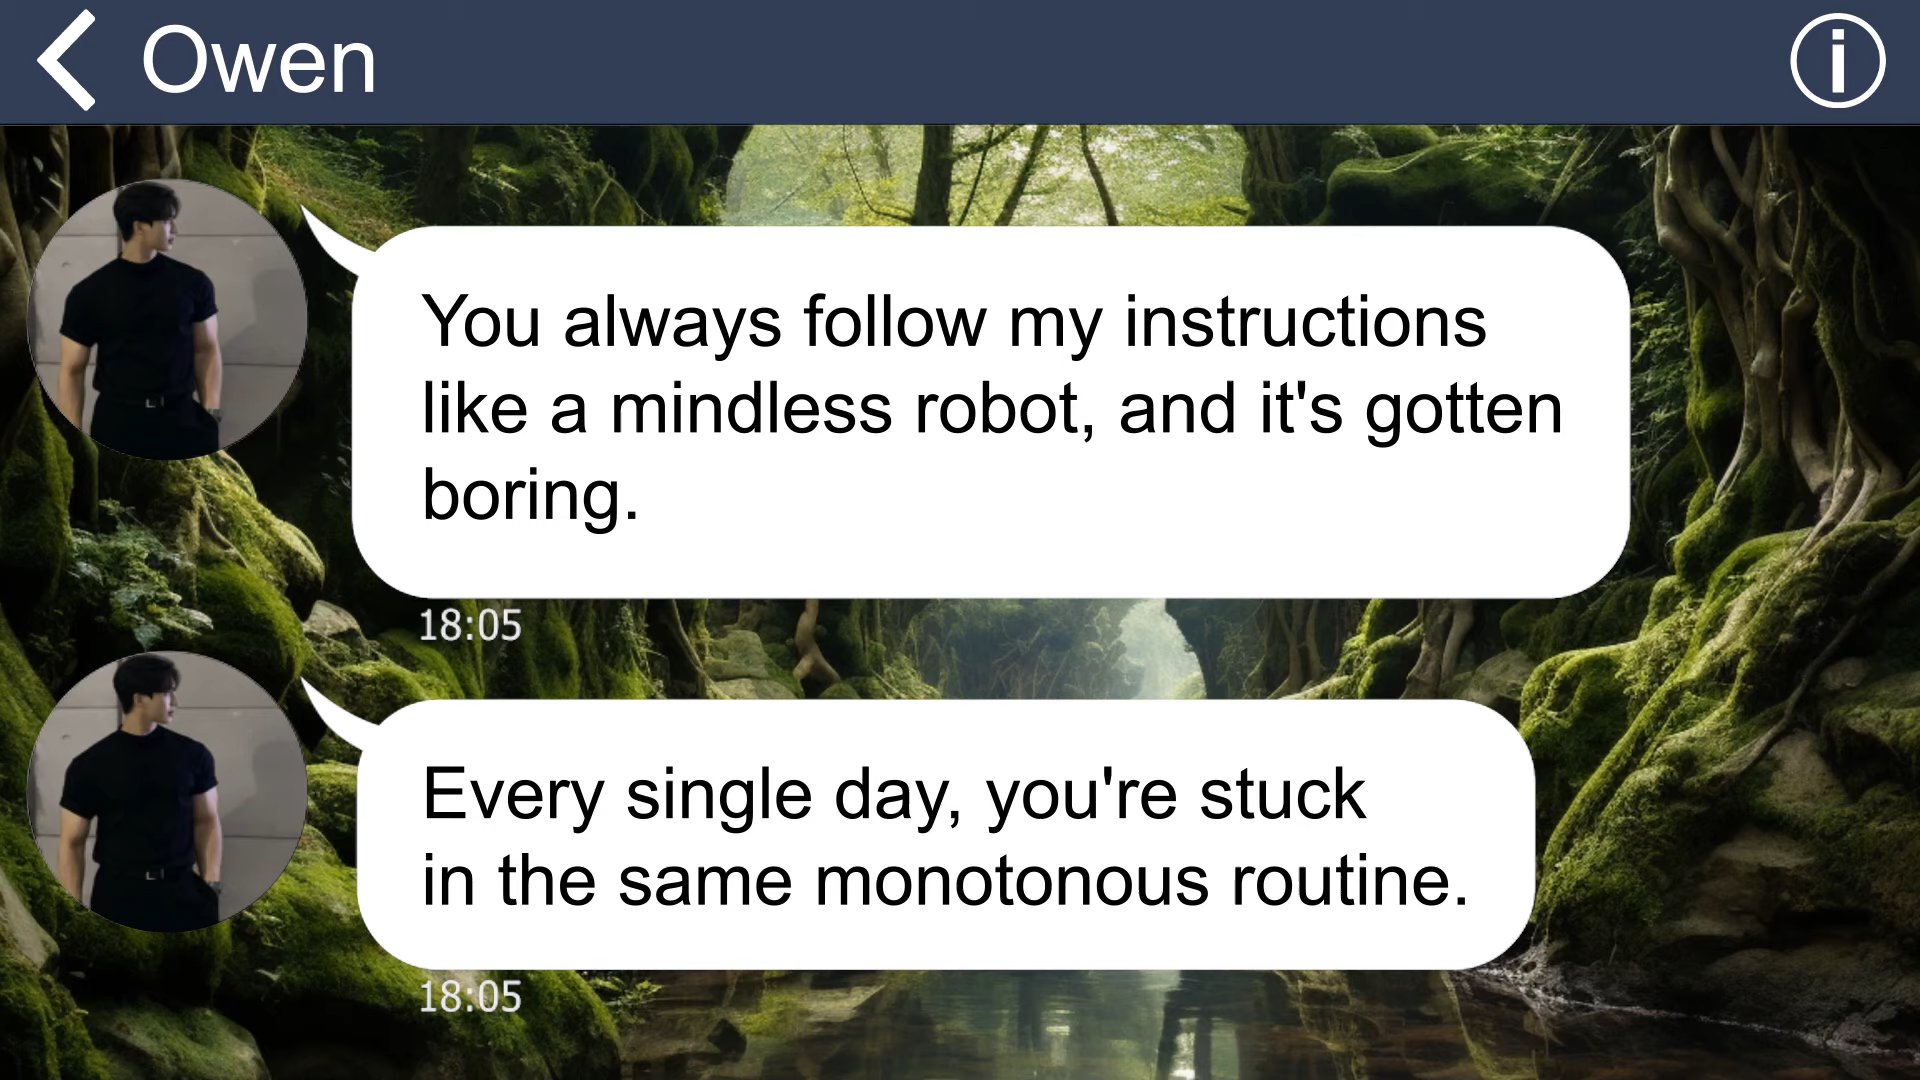 Owen
You always follow my instructions
like a mindless robot, and it's gotten
boring.
18:05
Every single day, you're stuck
in the same monotonous routine.
18:05